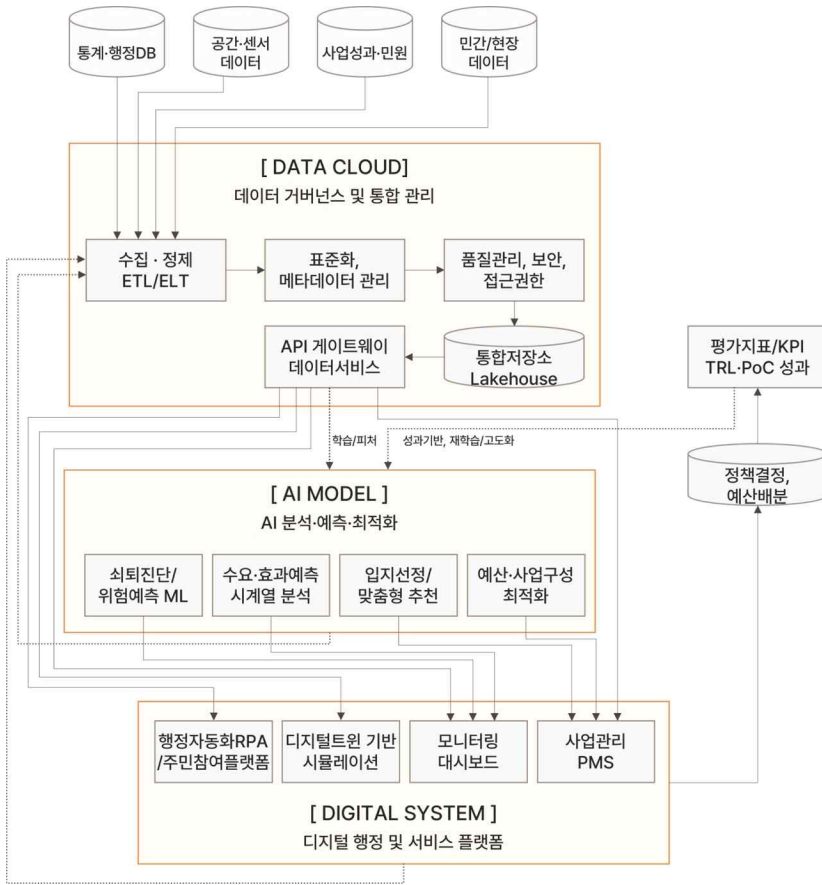 통계·행정DB
공간·센서
데이터
사업성과·민원
민간/현장
데이터
[ DATA CLOUD]
데이터 거버넌스 및 통합 관리
수집 · 정제
ETL/ELT
표준화,
메타데이터 관리
품질관리, 보안,
접근권한
API 게이트웨이
데이터서비스
통합저장소
Lakehouse
평가지표/KPI
TRL·PoC 성과
학습/피처
성과기반, 재학습/고도화
정책결정,
예산배분
[ AI MODEL ]
AI 분석·예측·최적화
쇠퇴진단/
위험예측 ML
수요·효과예측
시계열 분석
입지선정/
맞춤형 추천
예산·사업구성
최적화
행정자동화RPA
/주민참여플랫폼
디지털트윈 기반
시뮬레이션
모니터링
대시보드
사업관리
PMS
[ DIGITAL SYSTEM ]
디지털 행정 및 서비스 플랫폼